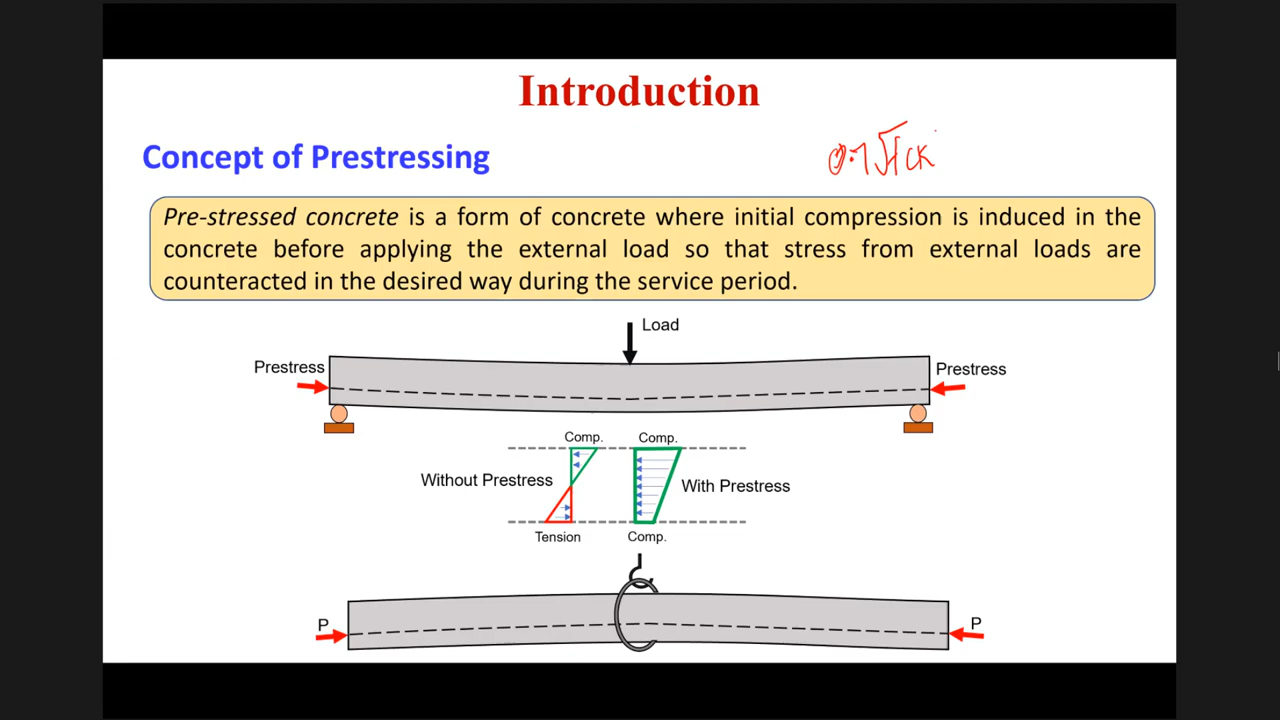 Introduction
Concept of Prestressing
0.7 √fck
Pre-stressed concrete is a form of concrete where initial compression is induced in the
concrete before applying the external load so that stress from external loads are
counteracted in the desired way during the service period.
Load
Prestress
Prestress
Comp.
Comp.
Without Prestress
With Prestress
Tension
Comp.
P
P